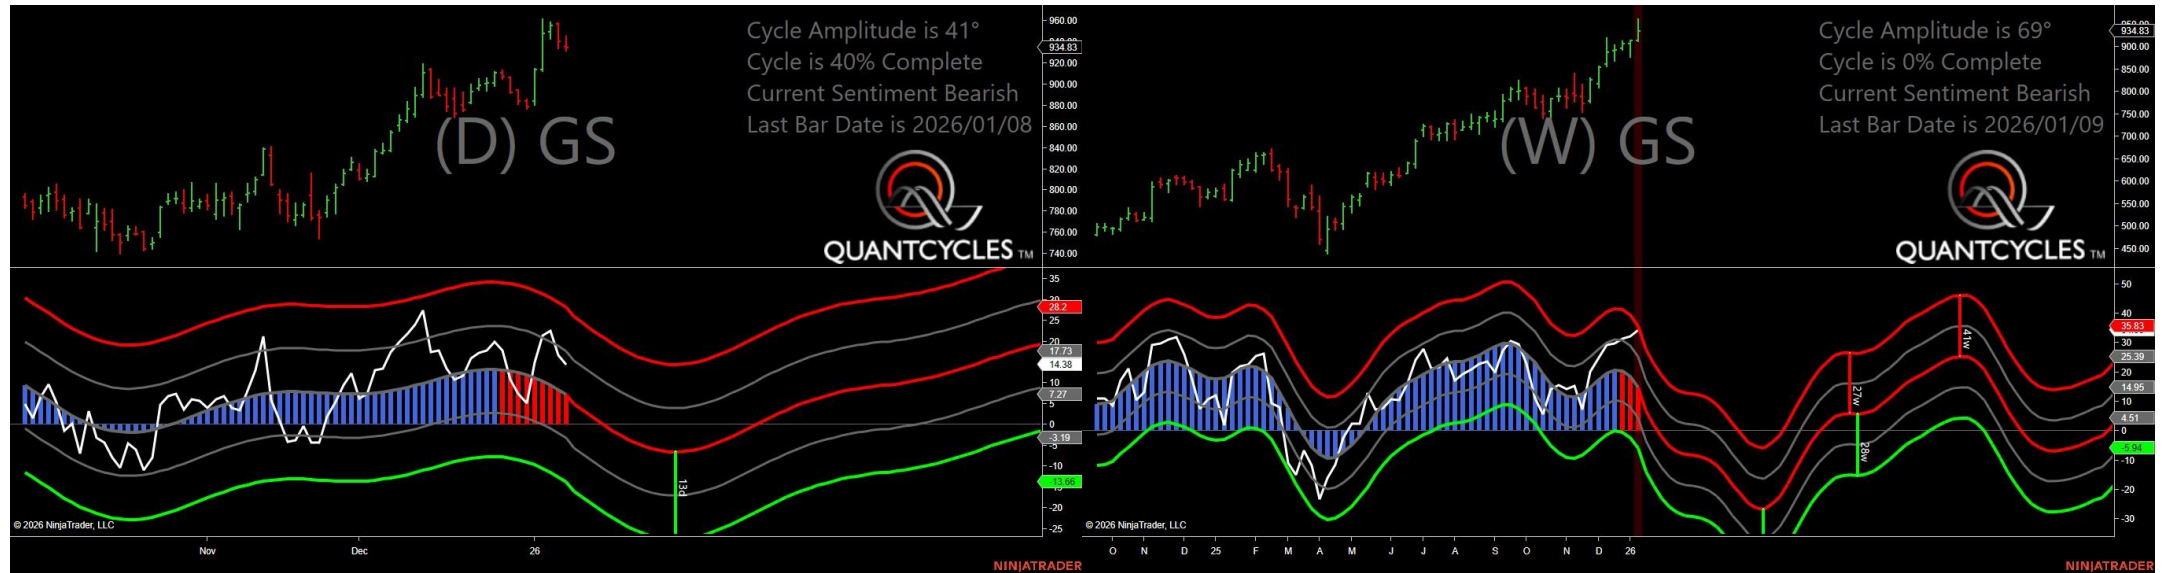 Cycle Amplitude is 41°
Cycle is 40% Complete
Current Sentiment Bearish
Last Bar Date is 2026/01/08
(D) GS
QUANTCYCLES TM
960.00
934.83
920.00
900.00
880.00
860.00
840.00
820.00
800.00
780.00
760.00
740.00
35
28.2
25
20
17.73
14.38
10
7.27
5
0
-3.19
-5
-10
-13.66
-20
-25
13d
© 2026 NinjaTrader, LLC
Nov
Dec
26
NINJATRADER
Cycle Amplitude is 69°
Cycle is 0% Complete
Current Sentiment Bearish
Last Bar Date is 2026/01/09
(W) GS
QUANTCYCLES TM
950.00
934.83
900.00
850.00
800.00
750.00
700.00
650.00
600.00
550.00
500.00
450.00
50
40
35.83
30
25.39
20
14.95
10
4.51
0
-5.94
-10
-20
-30
27w
28w
41w
© 2026 NinjaTrader, LLC
O N D 25 F M A M J J A S O N D 26
NINJATRADER